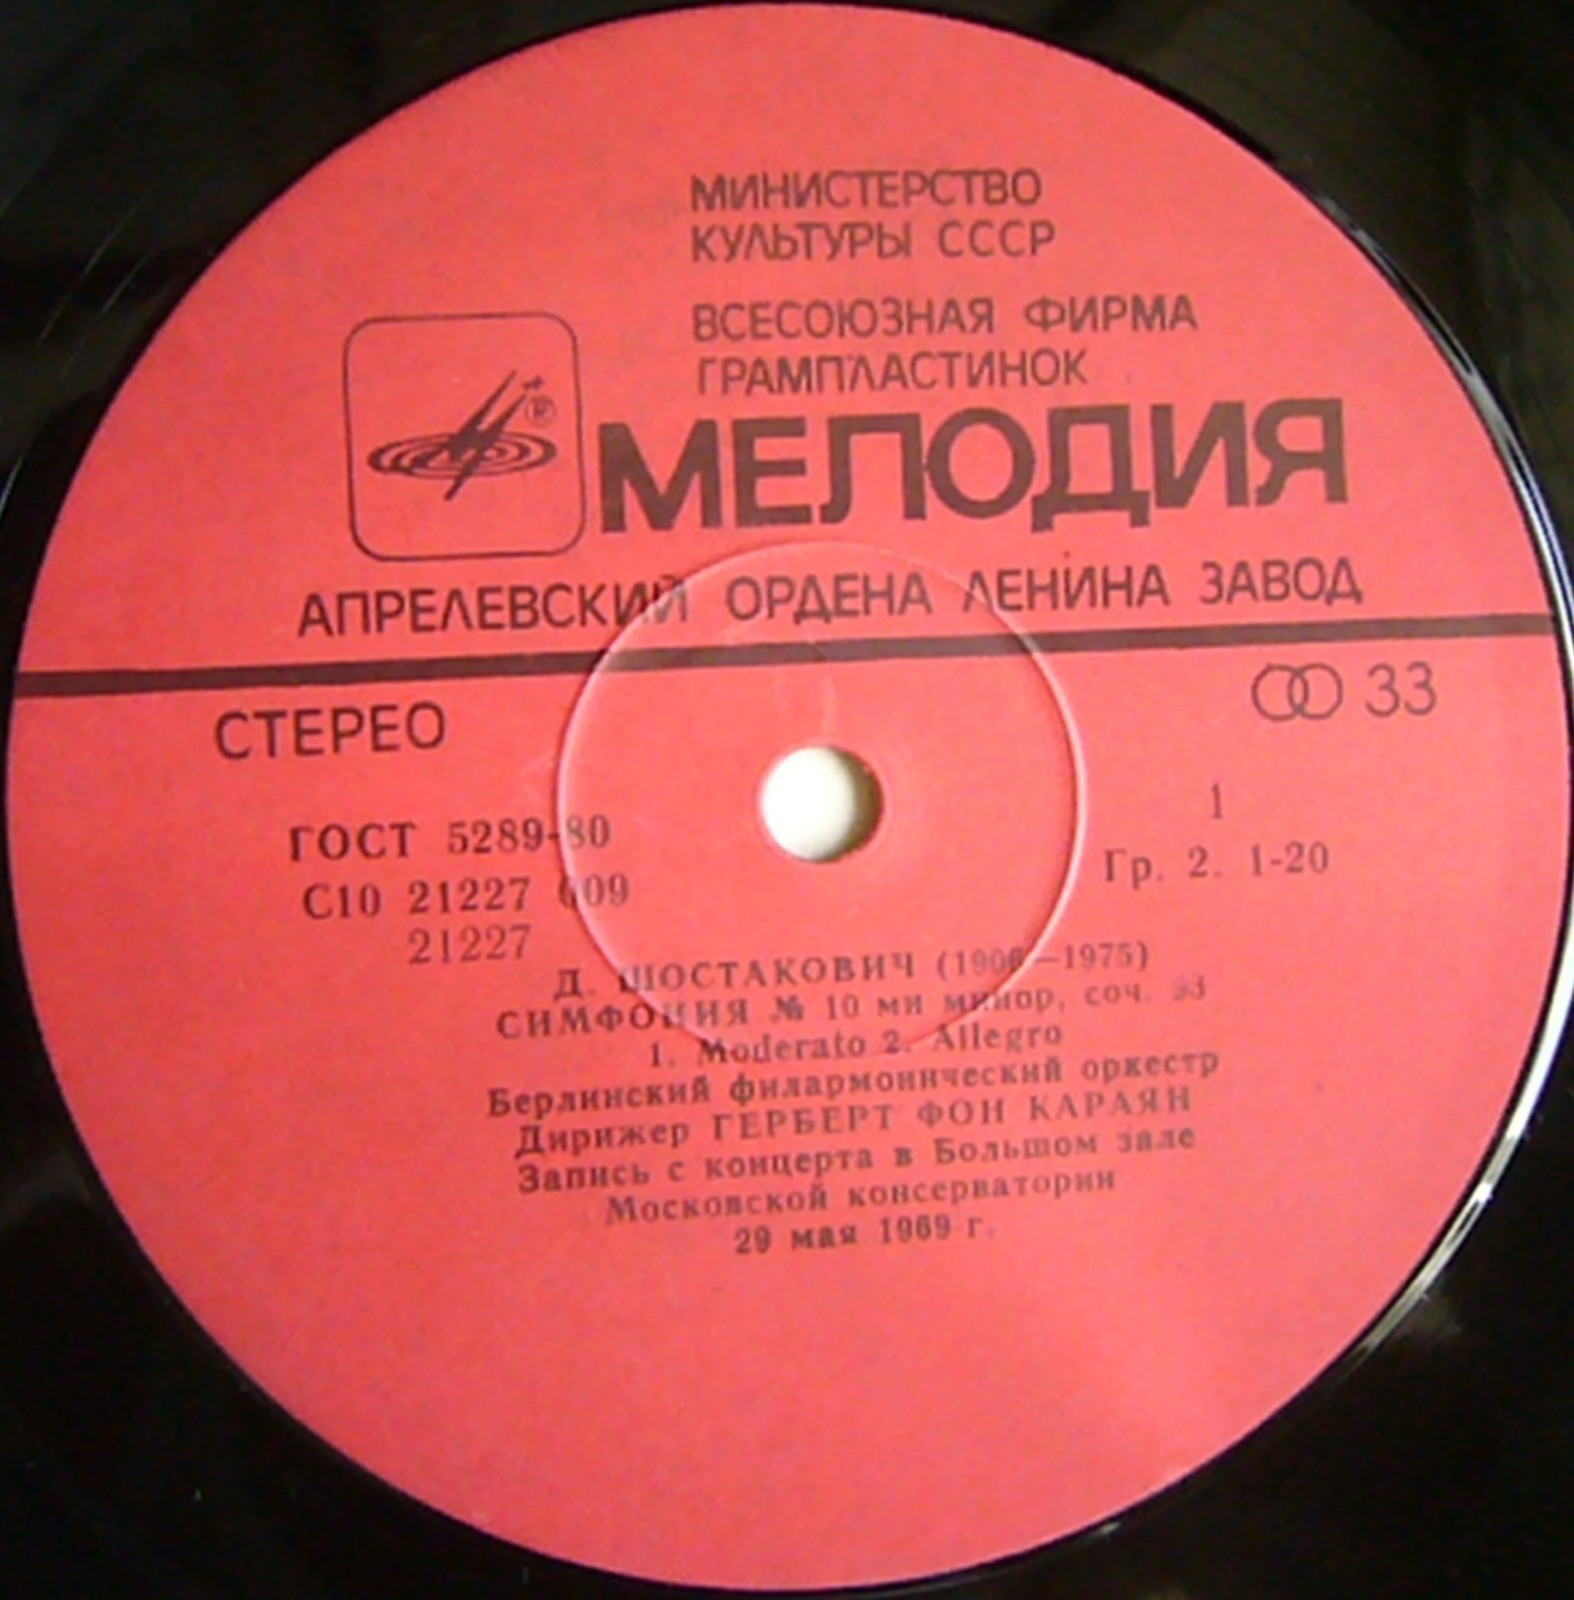 МИНИСТЕРСТВО
КУЛЬТУРЫ СССР
ВСЕСОЮЗНАЯ ФИРМА
ГРАМПЛАСТИНОК
®
МЕЛОДИЯ
АПРЕЛЕВСКИЙ ОРДЕНА ЛЕНИНА ЗАВОД
СТЕРЕО
33
ГОСТ 5289-80
С10 21227 009
21227
1
Гр. 2. 1-20
Д. ШОСТАКОВИЧ (1906—1975)
СИМФОНИЯ № 10 ми минор, соч. 93
1. Moderato 2. Allegro
Берлинский филармонический оркестр
Дирижер ГЕРБЕРТ ФОН КАРАЯН
Запись с концерта в Большом зале
Московской консерватории
29 мая 1969 г.